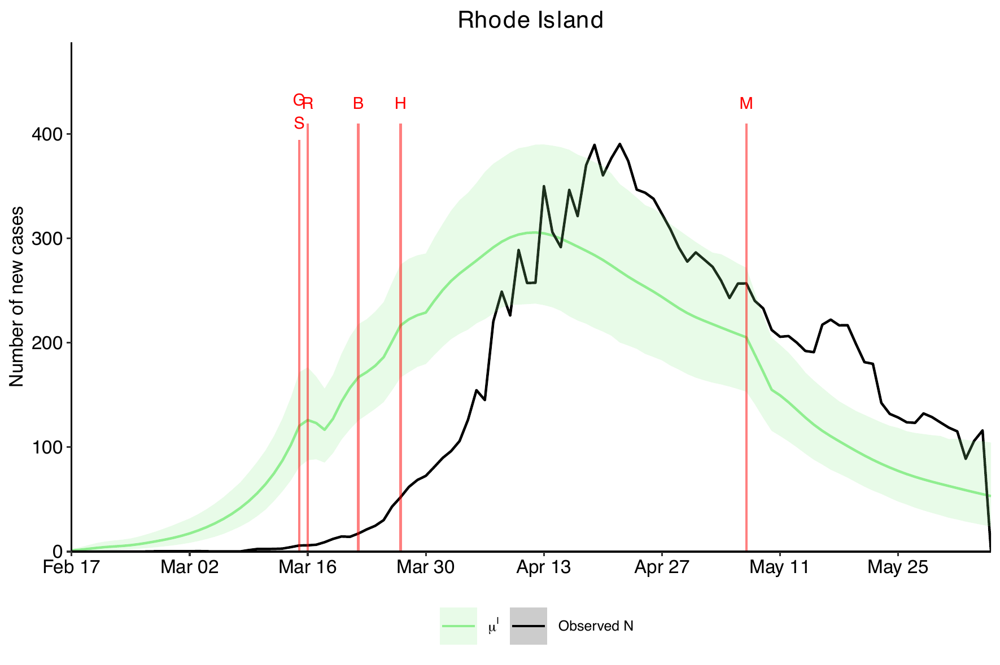 Rhode Island
Number of new cases
G R B H M
S
400
300
200
100
0
Feb 17 Mar 02 Mar 16 Mar 30 Apr 13 Apr 27 May 11 May 25
μ^I Observed N